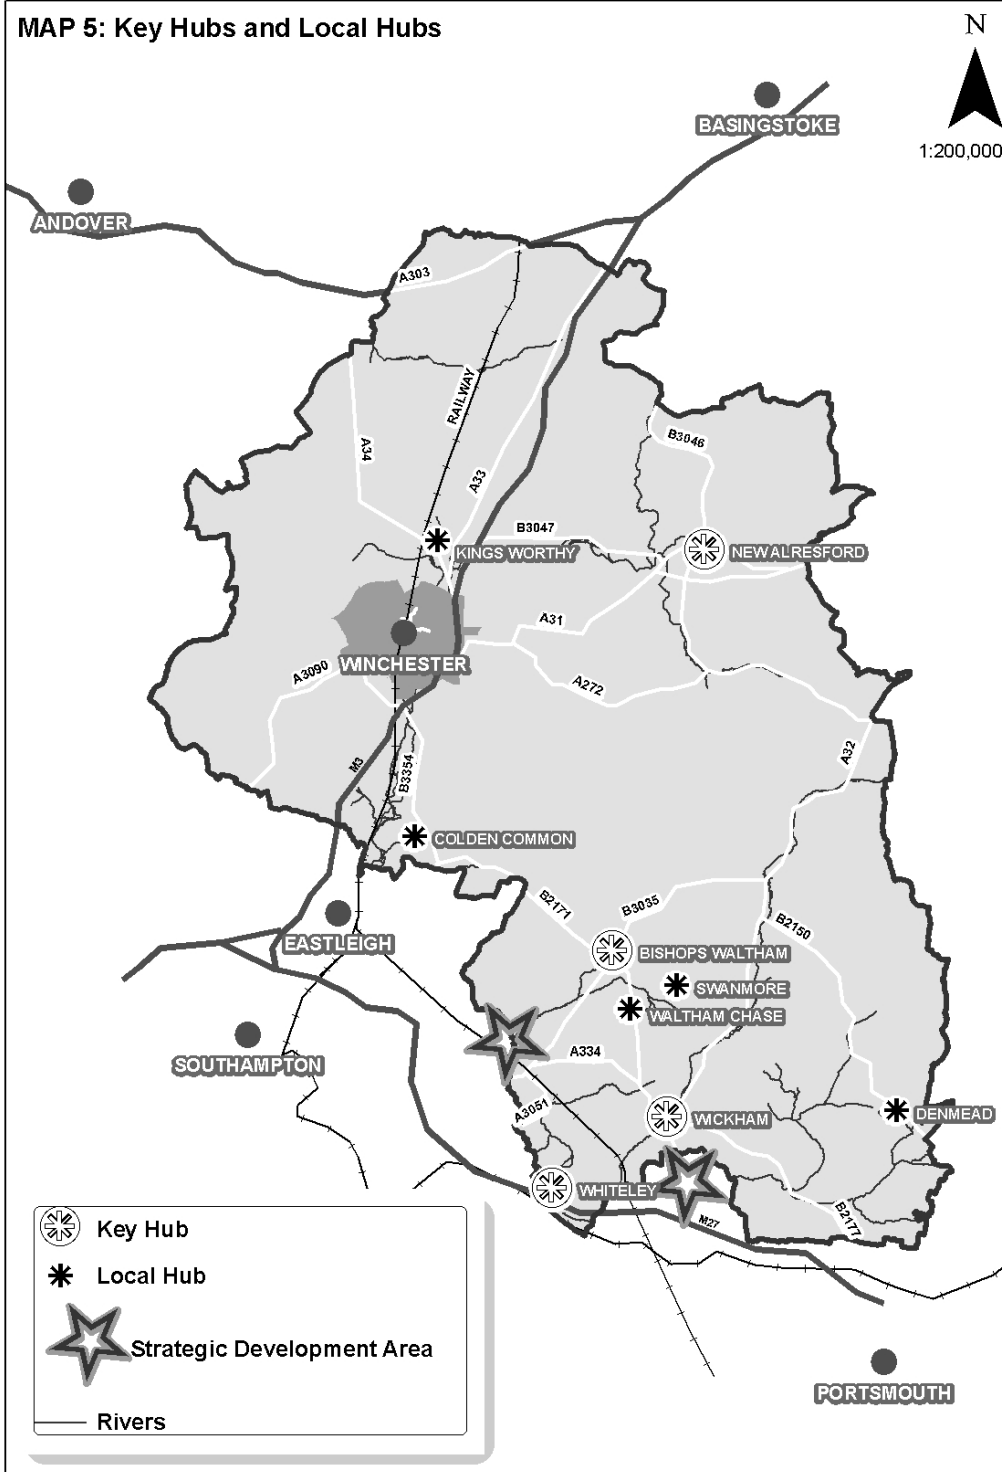 MAP 5: Key Hubs and Local Hubs
N
1:200,000
BASINGSTOKE
ANDOVER
A303
RAILWAY
A34
A33
B3046
B3047
KINGS WORTHY
NEW ALRESFORD
A31
WINCHESTER
A3090
A272
A32
M3
B3354
COLDEN COMMON
B2171
B3035
B2150
EASTLEIGH
BISHOPS WALTHAM
SWANMORE
WALTHAM CHASE
SOUTHAMPTON
A334
A3051
WICKHAM
DENMEAD
WHITELEY
M27
B2177
Key Hub
Local Hub
Strategic Development Area
Rivers
PORTSMOUTH